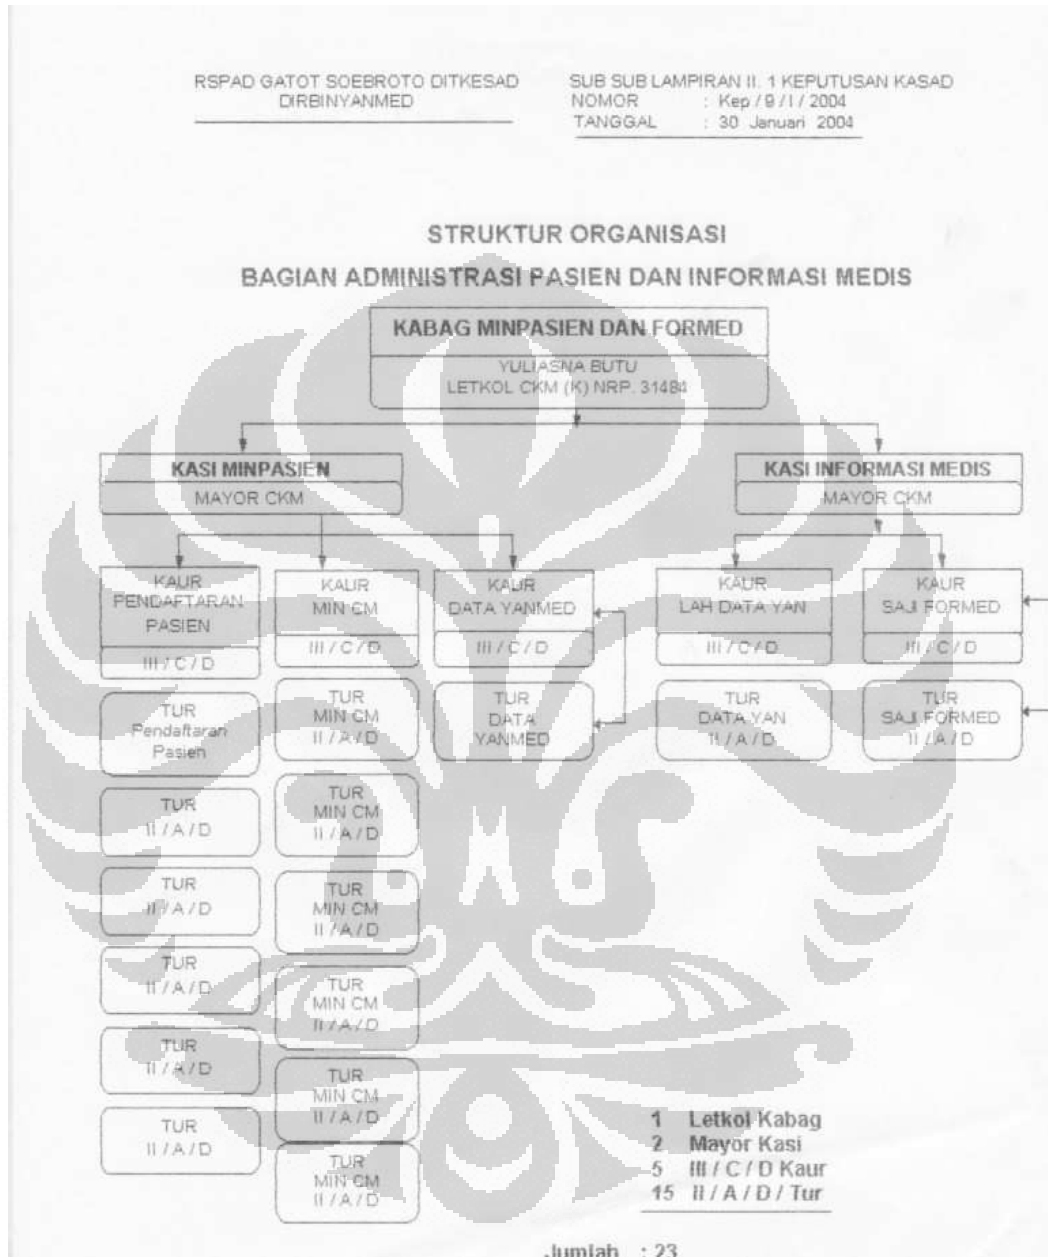 RSPAD GATOT SOEBROTO DITKESAD
DIRBINYANMED
SUB SUB LAMPIRAN II. 1 KEPUTUSAN KASAD
NOMOR : Kep / 9 / I / 2004
TANGGAL : 30 Januari 2004
STRUKTUR ORGANISASI
BAGIAN ADMINISTRASI PASIEN DAN INFORMASI MEDIS
KABAG MINPASIEN DAN FORMED
YULIASNA BUTU
LETKOL CKM (K) NRP. 31484
KASI MINPASIEN
MAYOR CKM
KASI INFORMASI MEDIS
MAYOR CKM
KAUR
PENDAFTARAN
PASIEN
III / C / D
KAUR
MIN CM
III / C / D
KAUR
DATA YANMED
III / C / D
KAUR
LAH DATA YAN
III / C / D
KAUR
SAJI FORMED
III / C / D
TUR
Pendaftaran
Pasien
TUR
II / A / D
TUR
II / A / D
TUR
II / A / D
TUR
II / A / D
TUR
II / A / D
TUR
MIN CM
II / A / D
TUR
MIN CM
II / A / D
TUR
MIN CM
II / A / D
TUR
MIN CM
II / A / D
TUR
MIN CM
II / A / D
TUR
MIN CM
II / A / D
TUR
DATA
YANMED
TUR
DATA YAN
II / A / D
TUR
SAJI FORMED
II / A / D
1 Letkol Kabag
2 Mayor Kasi
5 III / C / D Kaur
15 II / A / D / Tur
Jumlah : 23